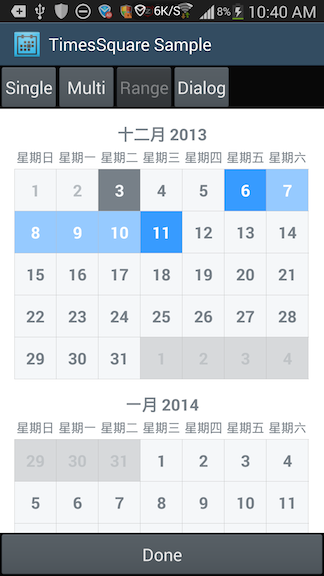 6K/S 8% 10:40 AM
TimesSquare Sample
Single Multi Range Dialog
十二月 2013
星期日 星期一 星期二 星期三 星期四 星期五 星期六
1 2 3 4 5 6 7
8 9 10 11 12 13 14
15 16 17 18 19 20 21
22 23 24 25 26 27 28
29 30 31 1 2 3 4
一月 2014
星期日 星期一 星期二 星期三 星期四 星期五 星期六
29 30 31 1 2 3 4
5 6 7 8 9 10 11
Done